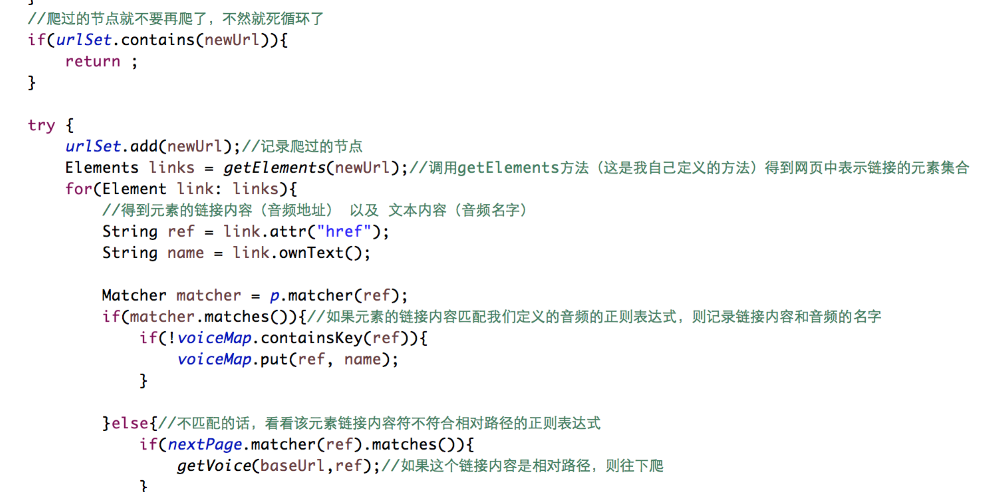 }
//爬过的节点就不要再爬了，不然就死循环了
if(urlSet.contains(newUrl)){
return ;
}
try {
urlSet.add(newUrl);//记录爬过的节点
Elements links = getElements(newUrl);//调用getElements方法（这是我自己定义的方法）得到网页中表示链接的元素集合
for(Element link: links){
//得到元素的链接内容（音频地址） 以及 文本内容（音频名字）
String ref = link.attr("href");
String name = link.ownText();
Matcher matcher = p.matcher(ref);
if(matcher.matches()){//如果元素的链接内容匹配我们定义的音频的正则表达式，则记录链接内容和音频的名字
if(!voiceMap.containsKey(ref)){
voiceMap.put(ref, name);
}
}else{//不匹配的话，看看该元素链接内容符不符合相对路径的正则表达式
if(nextPage.matcher(ref).matches()){
getVoice(baseUrl,ref);//如果这个链接内容是相对路径，则往下爬
}